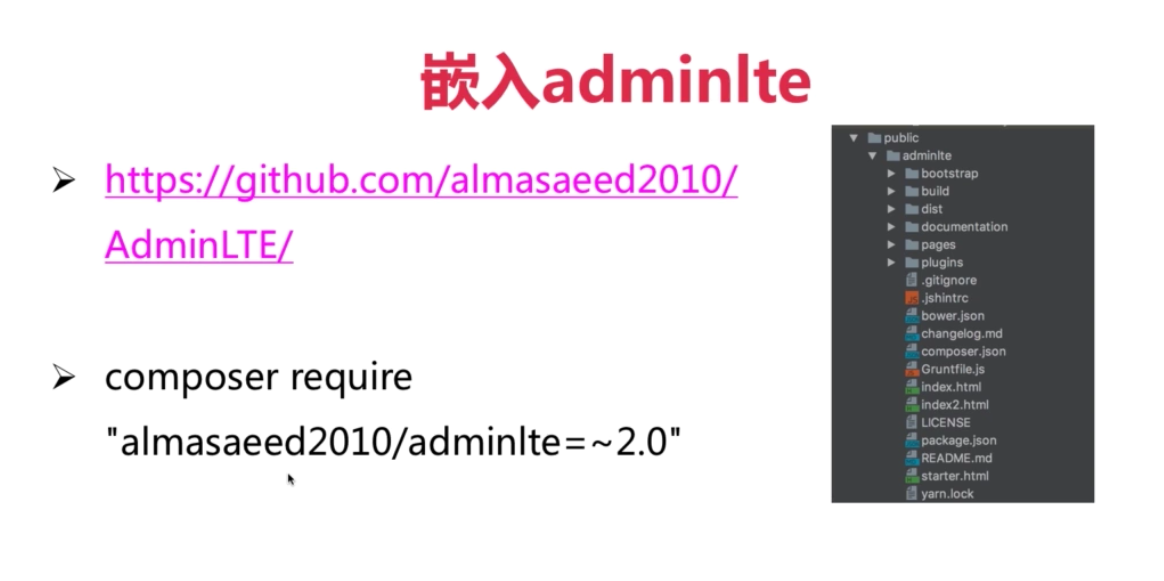 嵌入adminlte
https://github.com/almasaeed2010/
AdminLTE/
composer require
"almasaeed2010/adminlte=~2.0"
public
adminlte
bootstrap
build
dist
documentation
pages
plugins
.gitignore
.jshintrc
bower.json
changelog.md
composer.json
Gruntfile.js
index.html
index2.html
LICENSE
package.json
README.md
starter.html
yarn.lock